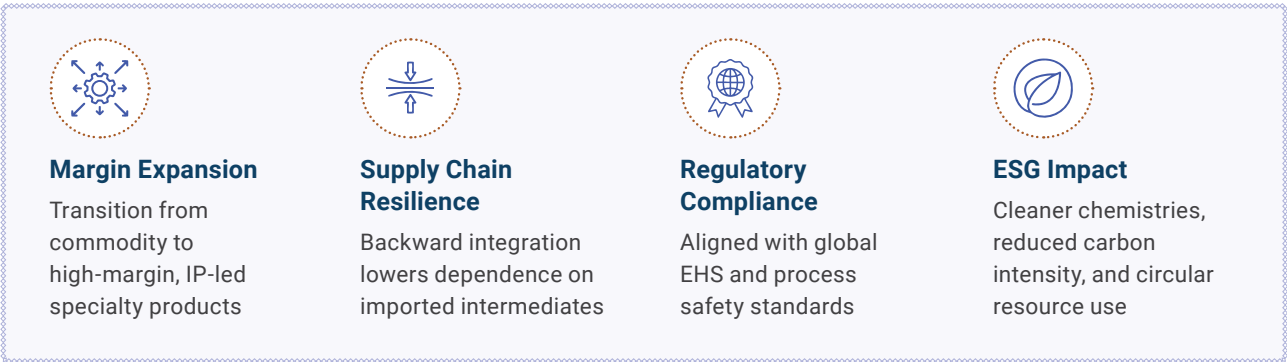 Margin Expansion
Transition from
commodity to
high-margin, IP-led
specialty products
Supply Chain
Resilience
Backward integration
lowers dependence on
imported intermediates
Regulatory
Compliance
Aligned with global
EHS and process
safety standards
ESG Impact
Cleaner chemistries,
reduced carbon
intensity, and circular
resource use